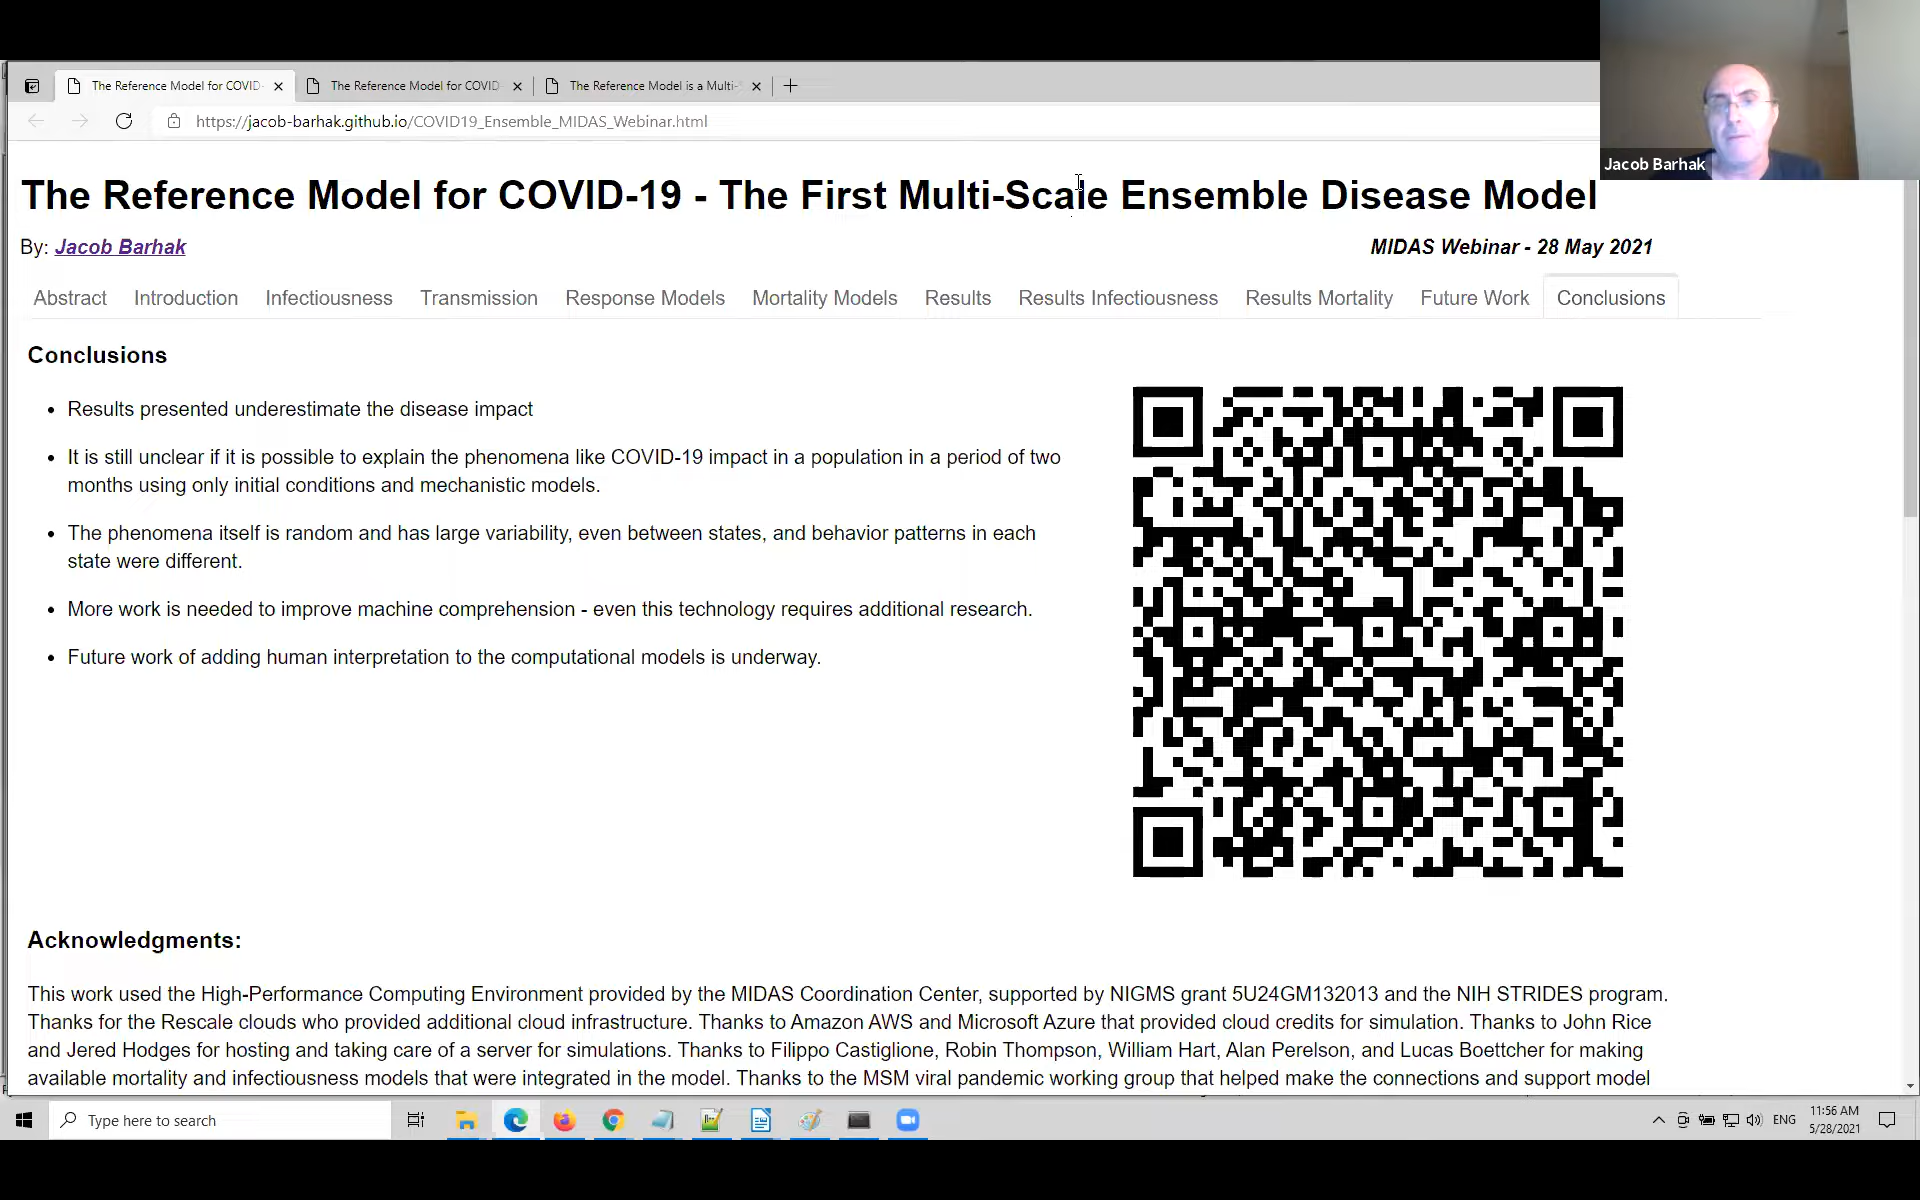 The Reference Model for COVID
The Reference Model for COVID
The Reference Model is a Multi-
https://jacob-barhak.github.io/COVID19_Ensemble_MIDAS_Webinar.html
Jacob Barhak
The Reference Model for COVID-19 - The First Multi-Scale Ensemble Disease Model
By: Jacob Barhak
MIDAS Webinar - 28 May 2021
Abstract Introduction Infectiousness Transmission Response Models Mortality Models Results Results Infectiousness Results Mortality Future Work Conclusions
Conclusions
• Results presented underestimate the disease impact
• It is still unclear if it is possible to explain the phenomena like COVID-19 impact in a population in a period of two
months using only initial conditions and mechanistic models.
• The phenomena itself is random and has large variability, even between states, and behavior patterns in each
state were different.
• More work is needed to improve machine comprehension - even this technology requires additional research.
• Future work of adding human interpretation to the computational models is underway.
Acknowledgments:
This work used the High-Performance Computing Environment provided by the MIDAS Coordination Center, supported by NIGMS grant 5U24GM132013 and the NIH STRIDES program.
Thanks for the Rescale clouds who provided additional cloud infrastructure. Thanks to Amazon AWS and Microsoft Azure that provided cloud credits for simulation. Thanks to John Rice
and Jered Hodges for hosting and taking care of a server for simulations. Thanks to Filippo Castiglione, Robin Thompson, William Hart, Alan Perelson, and Lucas Boettcher for making
available mortality and infectiousness models that were integrated in the model. Thanks to the MSM viral pandemic working group that helped make the connections and support model
Type here to search
ENG
11:56 AM
5/28/2021